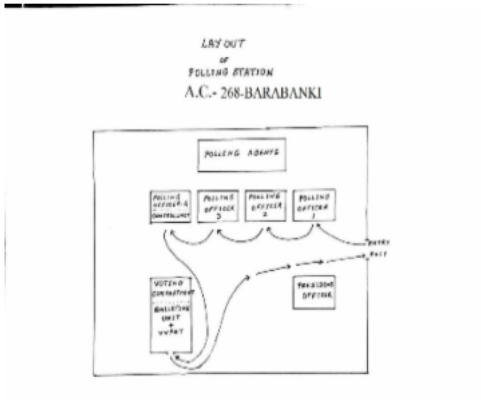 LAY OUT
OF
POLLING STATION
A.C.- 268-BARABANKI
POLLING AGENTS
POLLING
OFFICER-4
CONTROL UNIT
POLLING
OFFICER
3
POLLING
OFFICER
2
POLLING
OFFICER
1
ENTRY
EXIT
VOTING
COMPARTMENT
BALLOTING
UNIT
+
VVPAT
PRESIDING
OFFICER